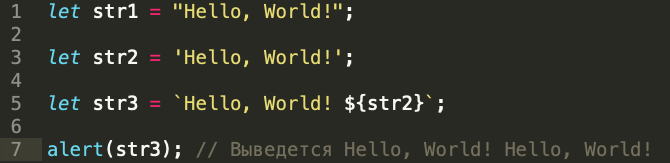 1 let str1 = "Hello, World!";
2
3 let str2 = 'Hello, World!';
4
5 let str3 = `Hello, World! ${str2}`;
6
7 alert(str3); // Выведется Hello, World! Hello, World!